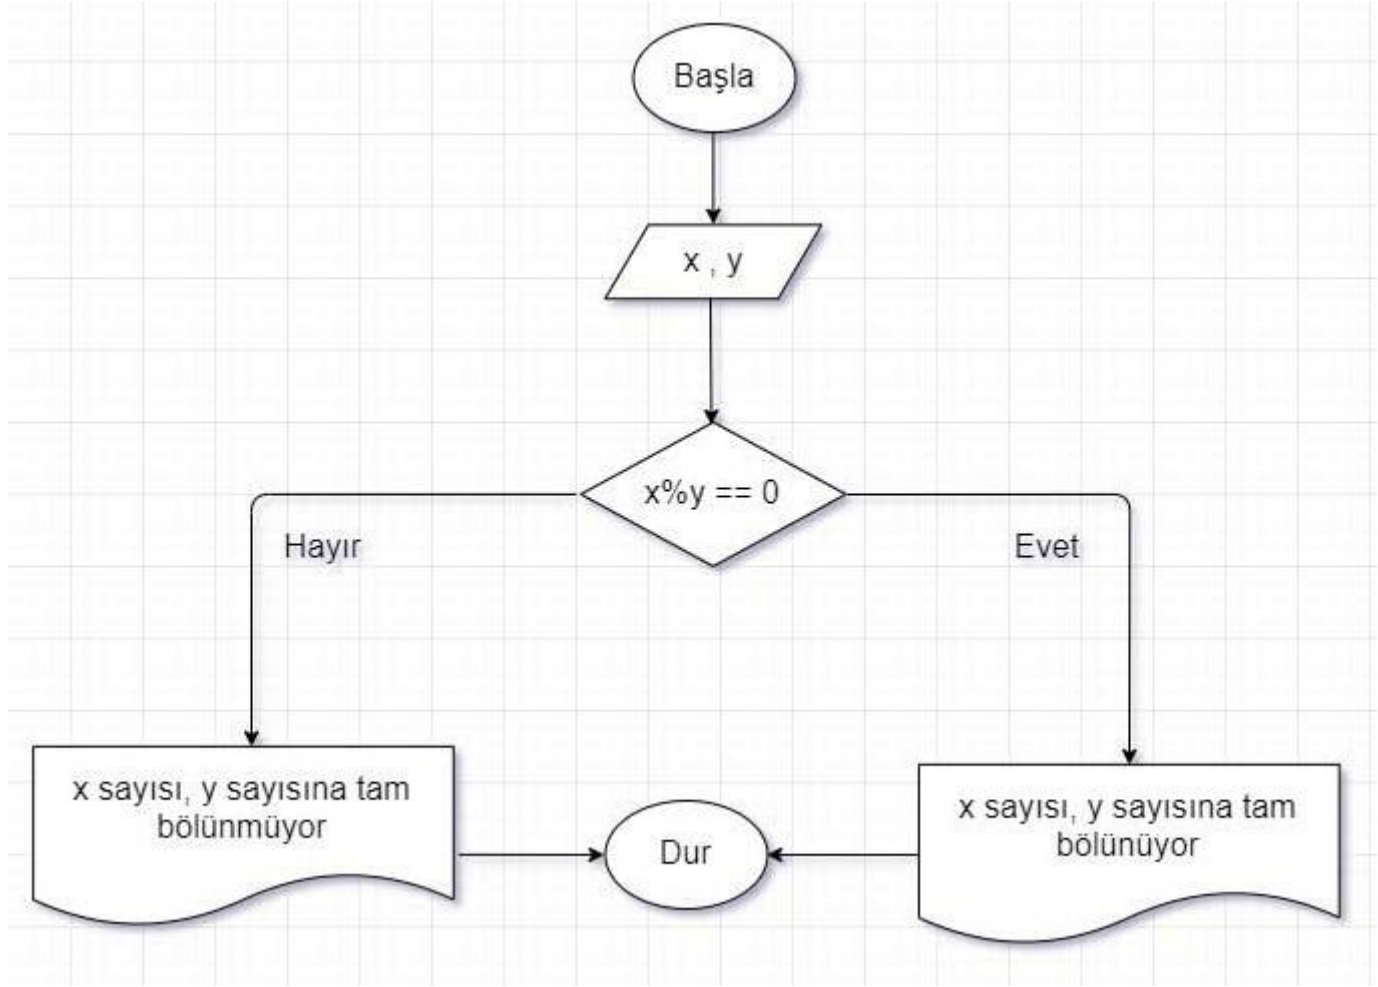 Başla
x , y
x%y == 0
Hayır
Evet
x sayısı, y sayısına tam
bölünmüyor
Dur
x sayısı, y sayısına tam
bölünüyor